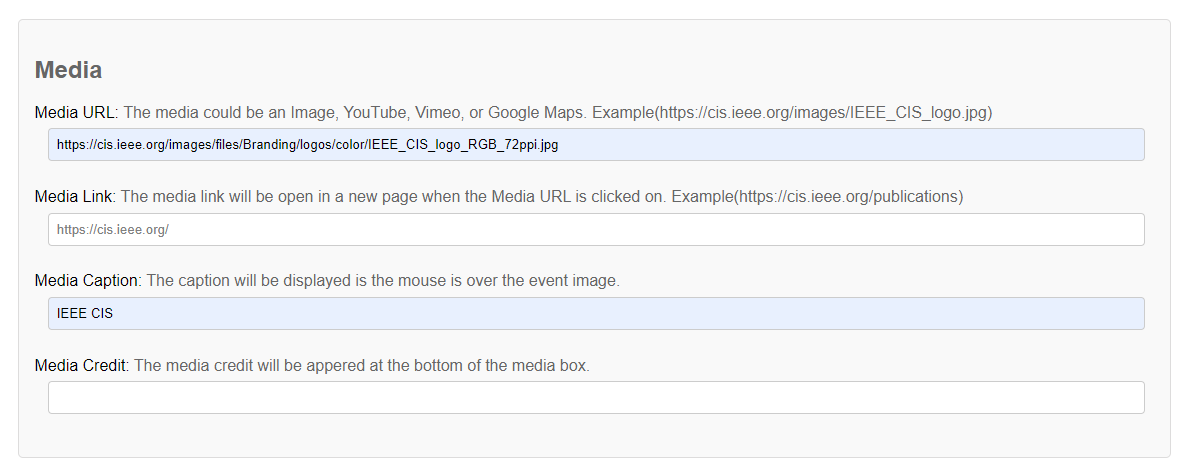 Media
Media URL: The media could be an Image, YouTube, Vimeo, or Google Maps. Example(https://cis.ieee.org/images/IEEE_CIS_logo.jpg)
https://cis.ieee.org/images/files/Branding/logos/color/IEEE_CIS_logo_RGB_72ppi.jpg
Media Link: The media link will be open in a new page when the Media URL is clicked on. Example(https://cis.ieee.org/publications)
https://cis.ieee.org/
Media Caption: The caption will be displayed is the mouse is over the event image.
IEEE CIS
Media Credit: The media credit will be appered at the bottom of the media box.